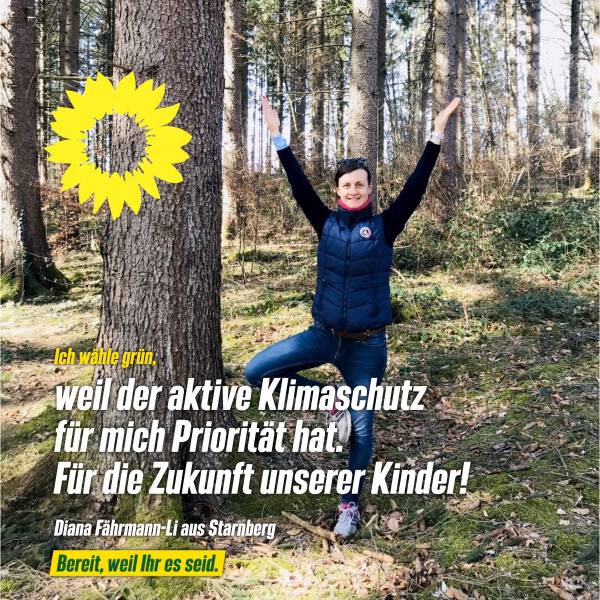 Ich wähle grün,
weil der aktive Klimaschutz
für mich Priorität hat.
Für die Zukunft unserer Kinder!
Diana Fährmann-Li aus Starnberg
Bereit, weil Ihr es seid.